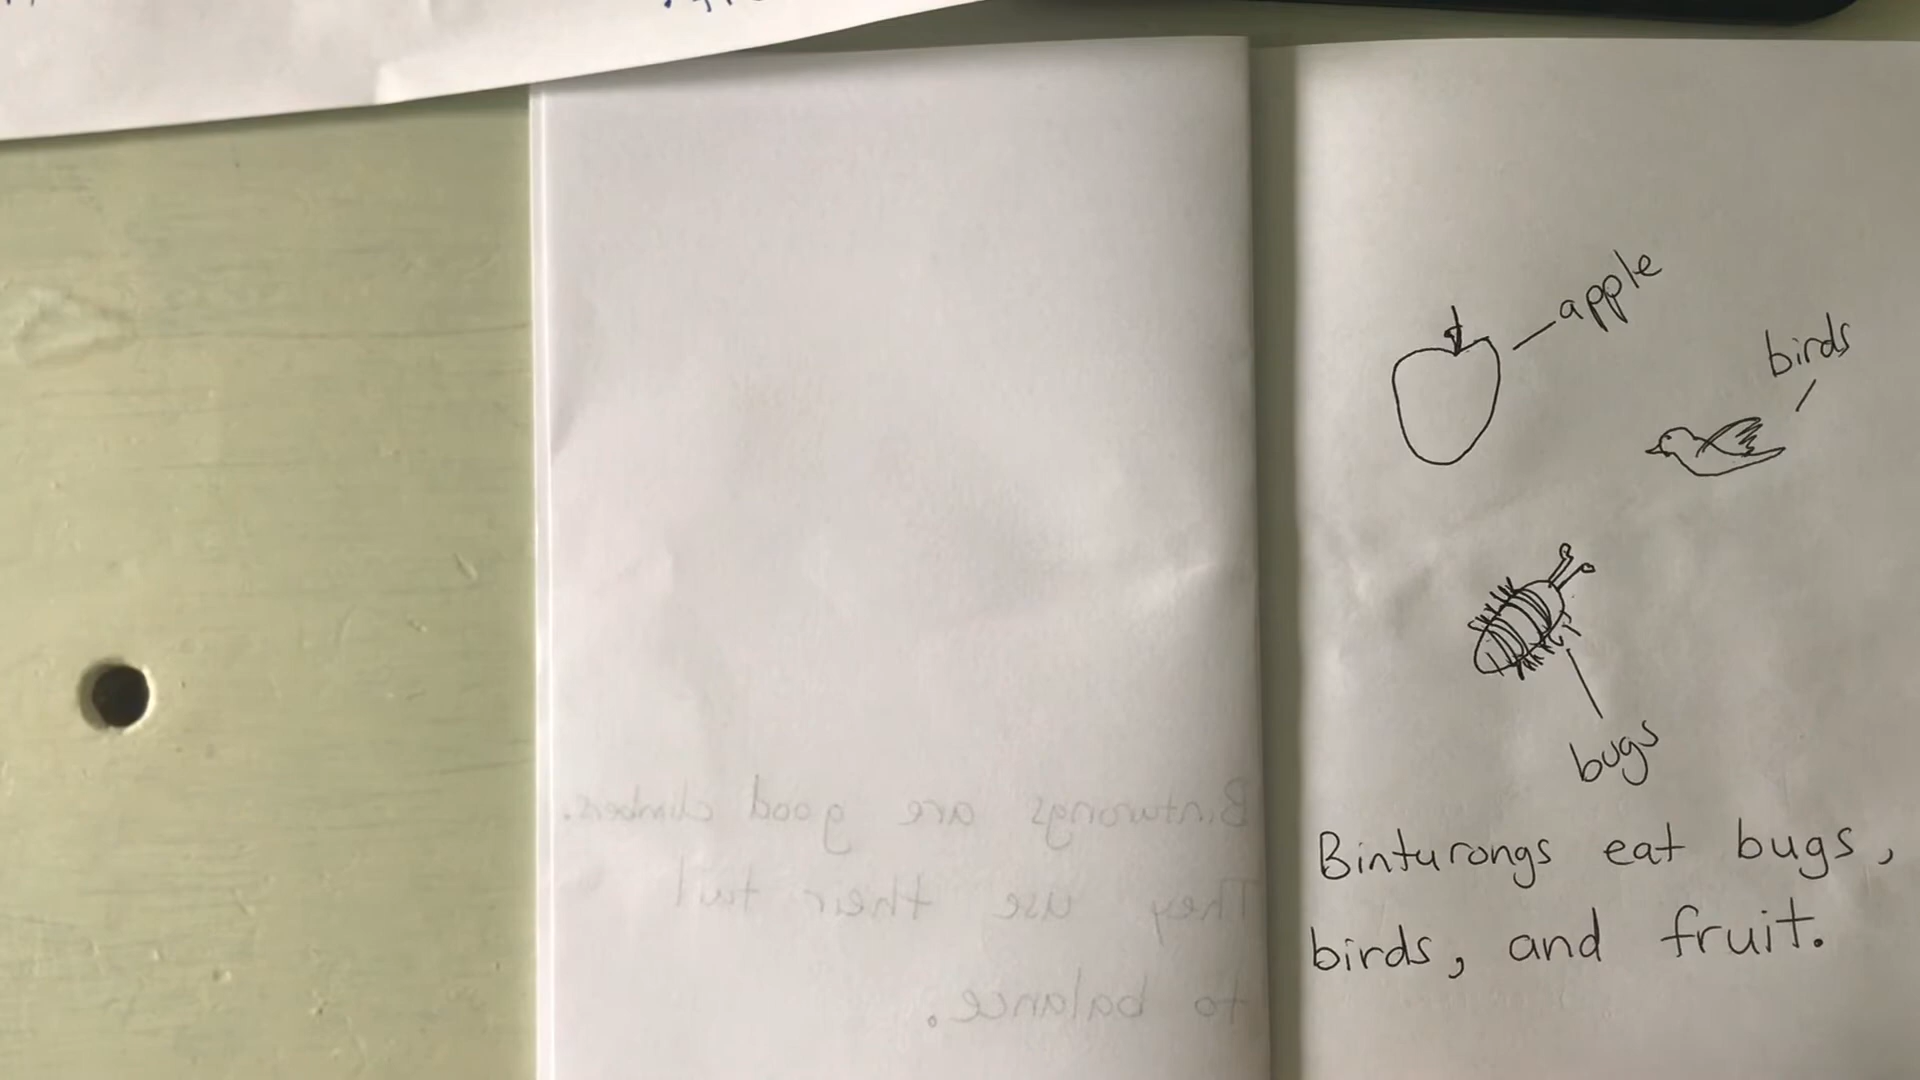 apple
birds
bugs
Binturongs eat bugs,
birds, and fruit.
Binturongs are good climbers.
They use their tail
to balance.